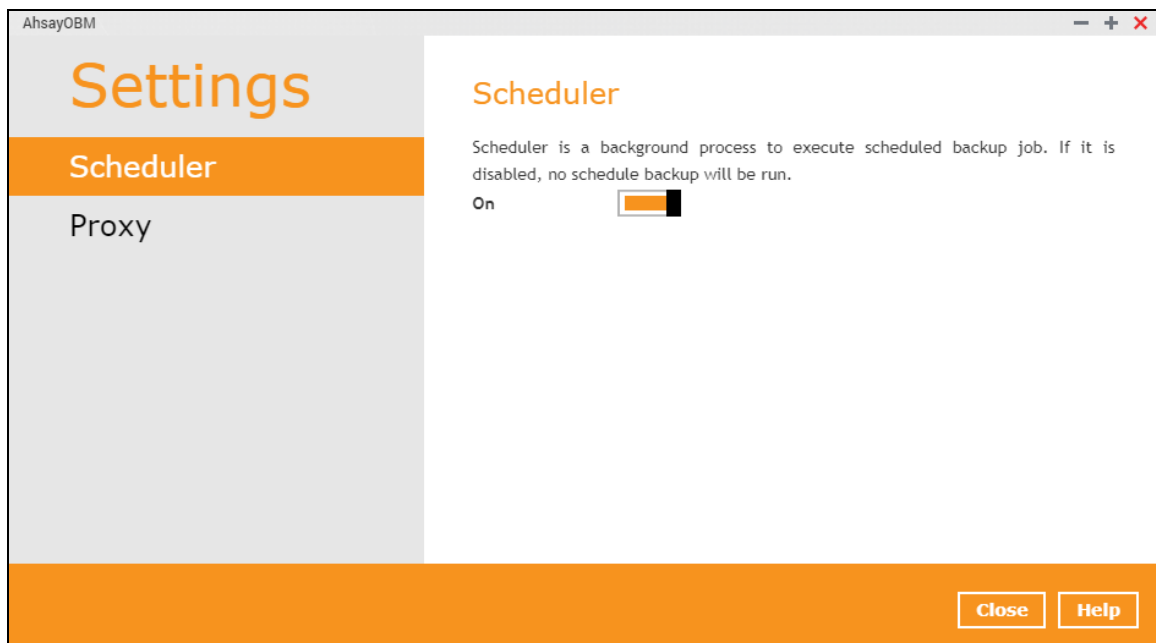 AhsayOBM
Settings
Scheduler
Proxy
Scheduler
Scheduler is a background process to execute scheduled backup job. If it is
disabled, no schedule backup will be run.
On
Close
Help